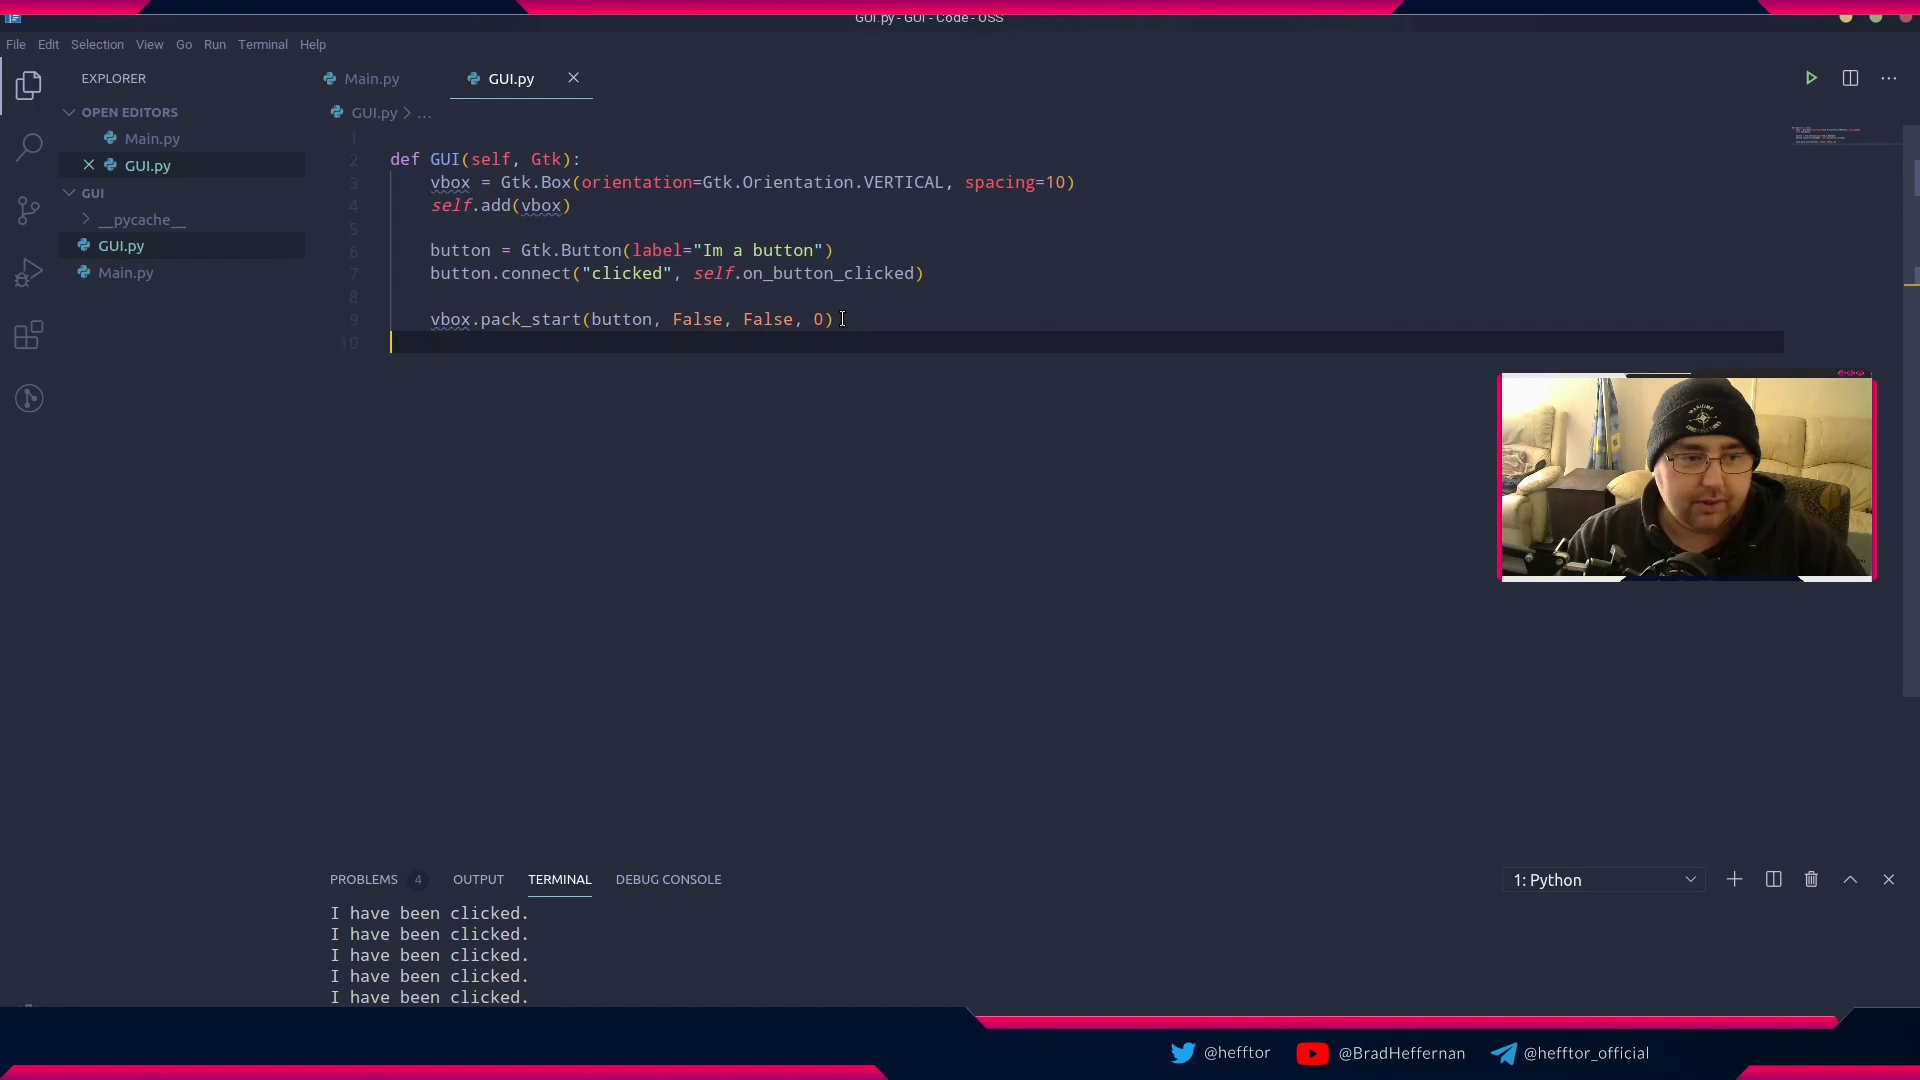 GUI.py - GUI - Code - OSS
File Edit Selection View Go Run Terminal Help
EXPLORER
OPEN EDITORS
Main.py
GUI.py
GUI
__pycache__
GUI.py
Main.py
Main.py GUI.py
GUI.py > ...
1
2 def GUI(self, Gtk):
3 vbox = Gtk.Box(orientation=Gtk.Orientation.VERTICAL, spacing=10)
4 self.add(vbox)
5
6 button = Gtk.Button(label="Im a button")
7 button.connect("clicked", self.on_button_clicked)
8
9 vbox.pack_start(button, False, False, 0)
10
PROBLEMS 4 OUTPUT TERMINAL DEBUG CONSOLE
1: Python
I have been clicked.
I have been clicked.
I have been clicked.
I have been clicked.
I have been clicked.
@hefftor @BradHeffernan @hefftor_official